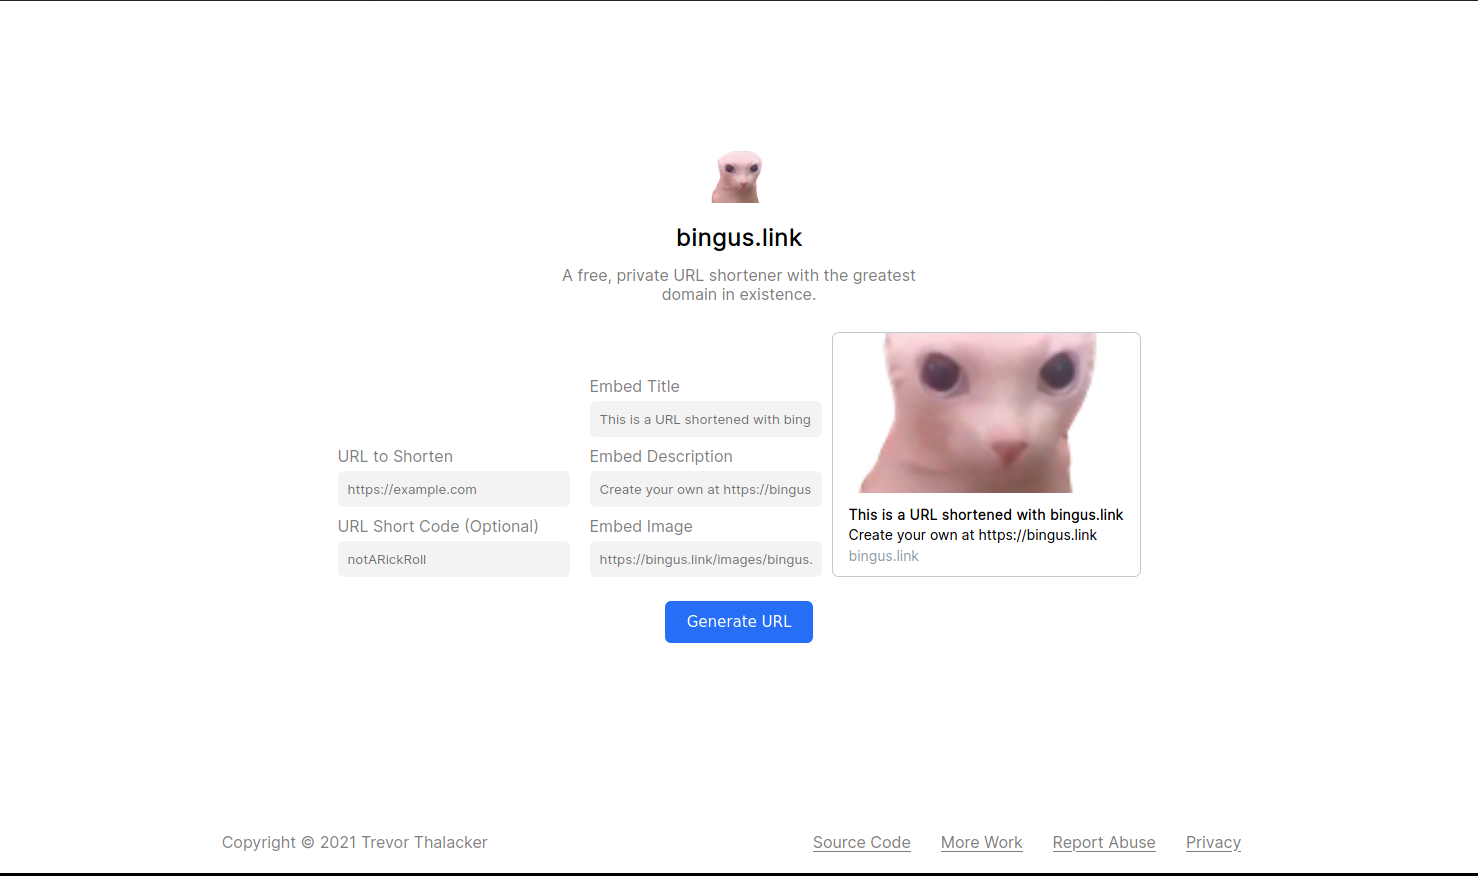 bingus.link
A free, private URL shortener with the greatest
domain in existence.
URL to Shorten
https://example.com
URL Short Code (Optional)
notARickRoll
Embed Title
This is a URL shortened with bing
Embed Description
Create your own at https://bingus
Embed Image
https://bingus.link/images/bingus.
This is a URL shortened with bingus.link
Create your own at https://bingus.link
bingus.link
Generate URL
Copyright © 2021 Trevor Thalacker
Source Code
More Work
Report Abuse
Privacy